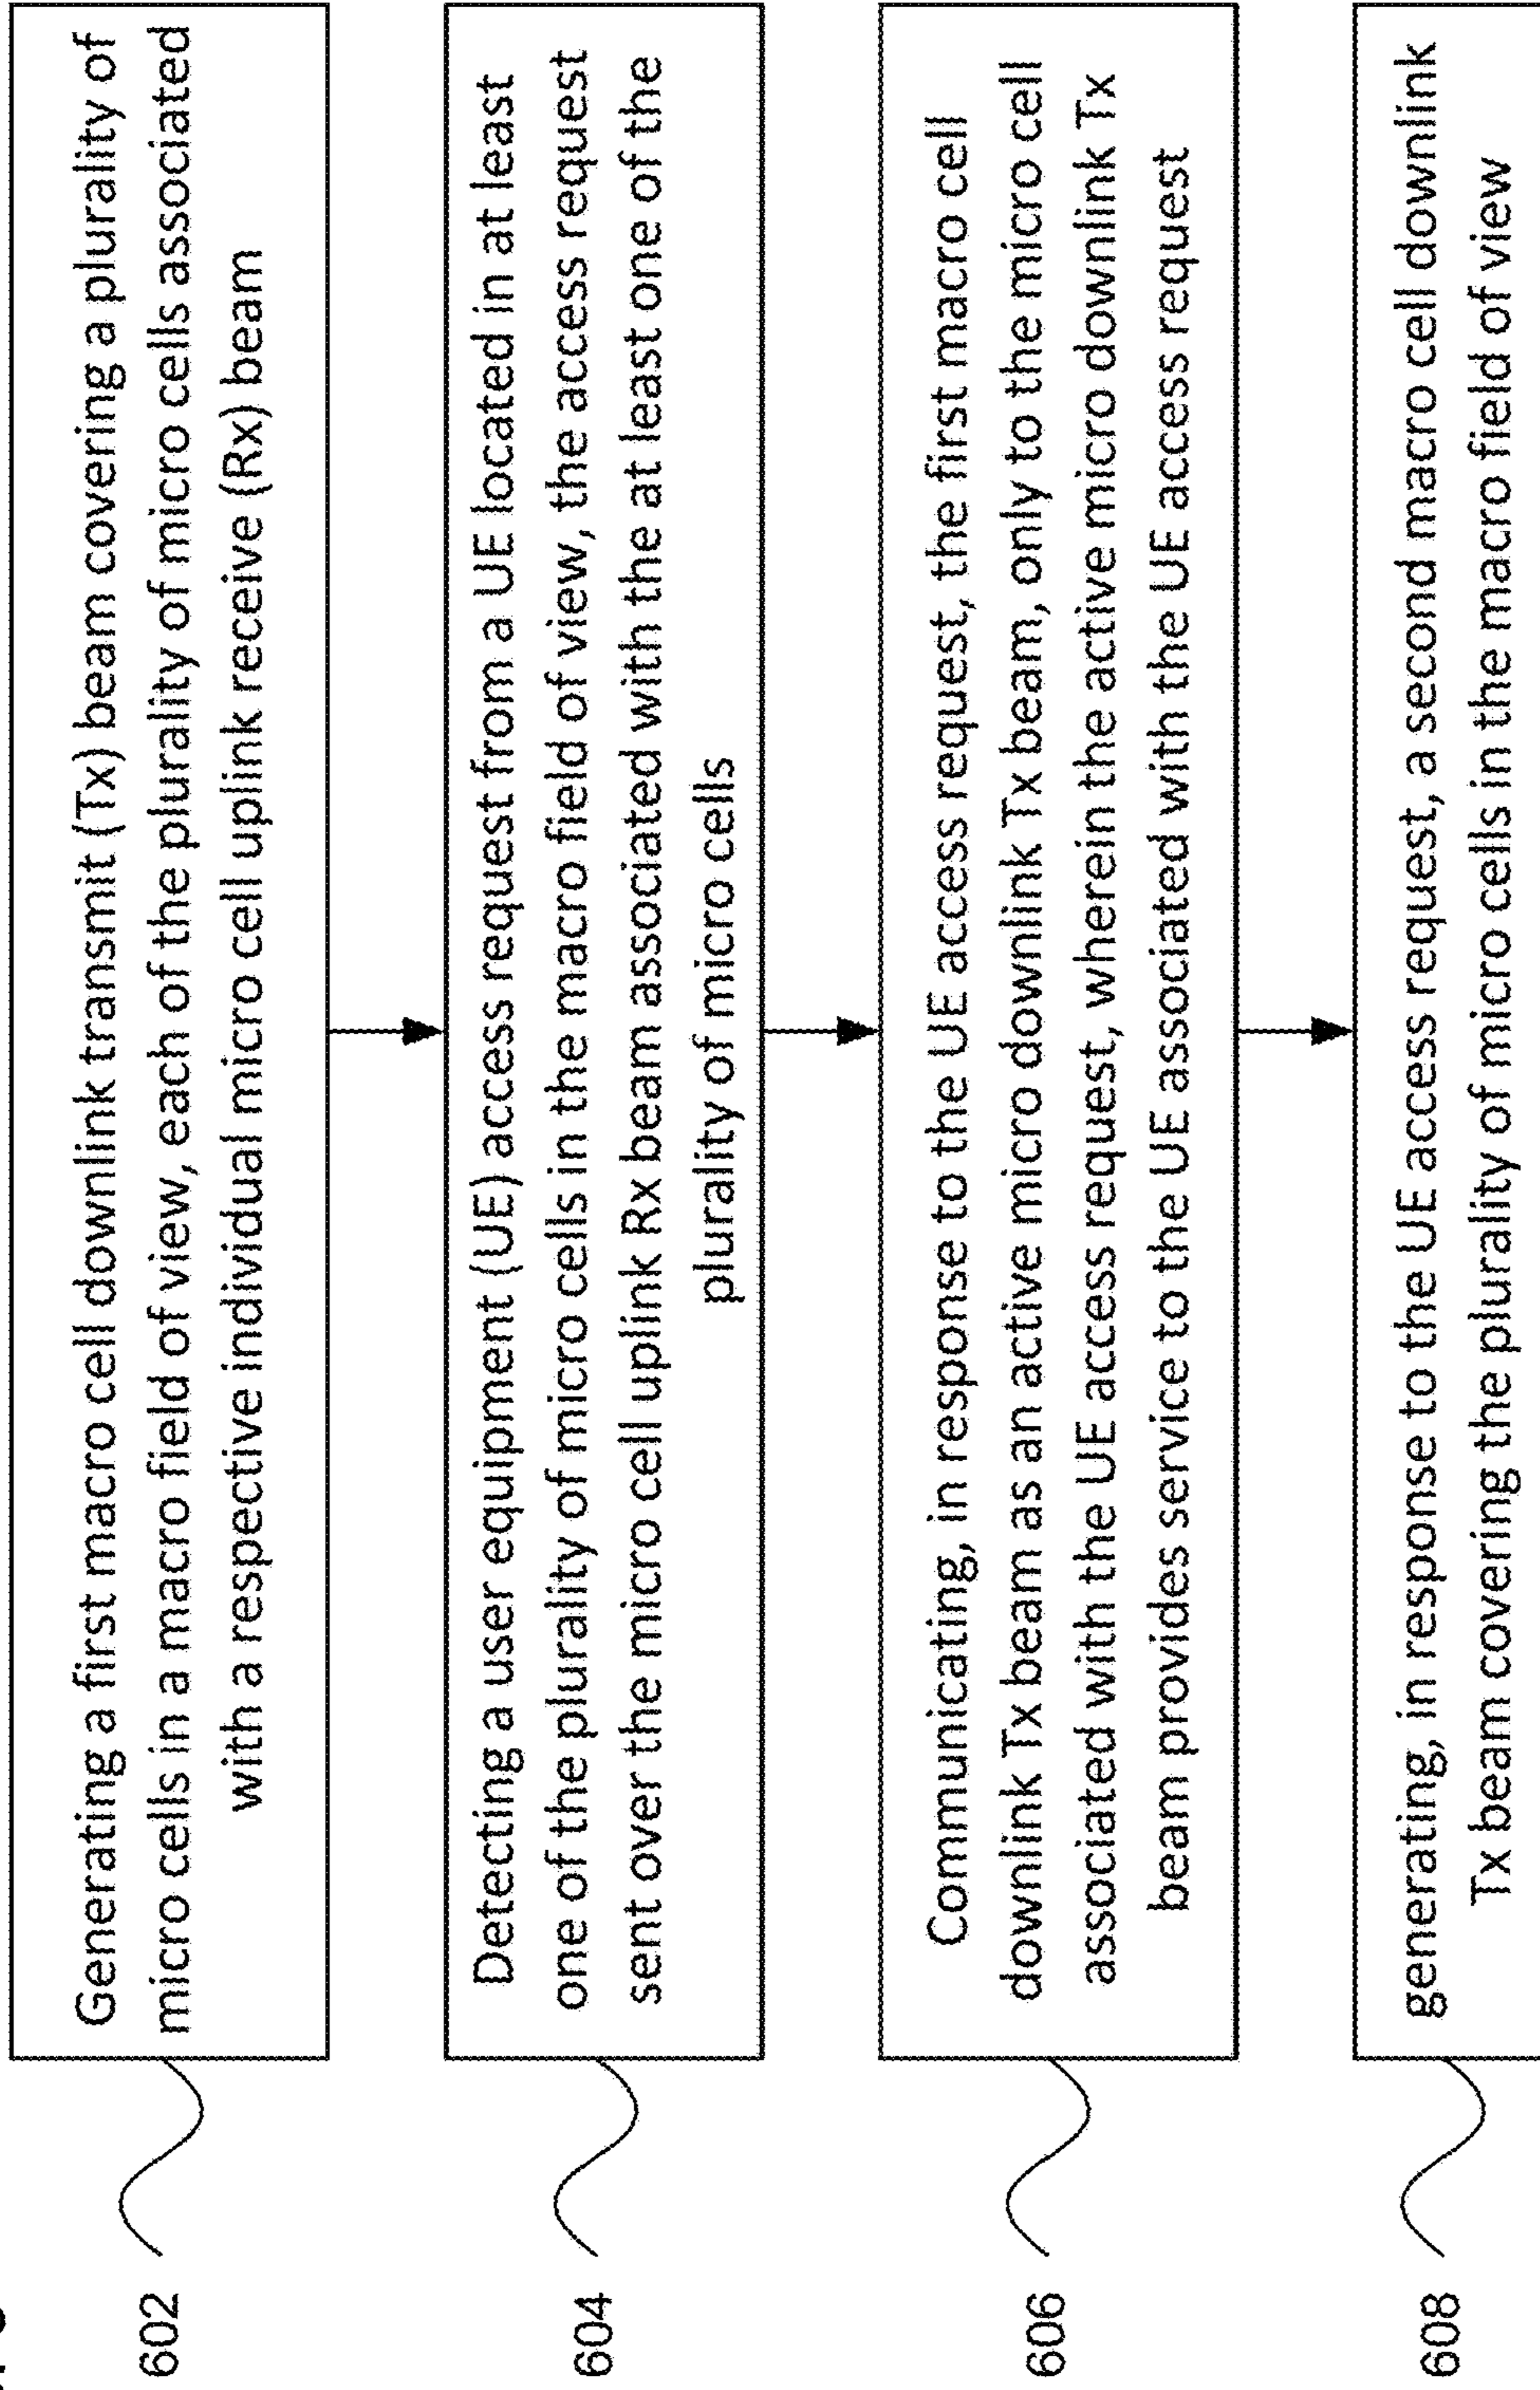 602
Generating a first macro cell downlink transmit (Tx) beam covering a plurality of
micro cells in a macro field of view, each of the plurality of micro cells associated
with a respective individual micro cell uplink receive (Rx) beam
604
Detecting a user equipment (UE) access request from a UE located in at least
one of the plurality of micro cells in the macro field of view, the access request
sent over the micro cell uplink Rx beam associated with the at least one of the
plurality of micro cells
606
Communicating, in response to the UE access request, the first macro cell
downlink Tx beam as an active micro downlink Tx beam, only to the micro cell
associated with the UE access request, wherein the active micro downlink Tx
beam provides service to the UE associated with the UE access request
608
generating, in response to the UE access request, a second macro cell downlink
Tx beam covering the plurality of micro cells in the macro field of view